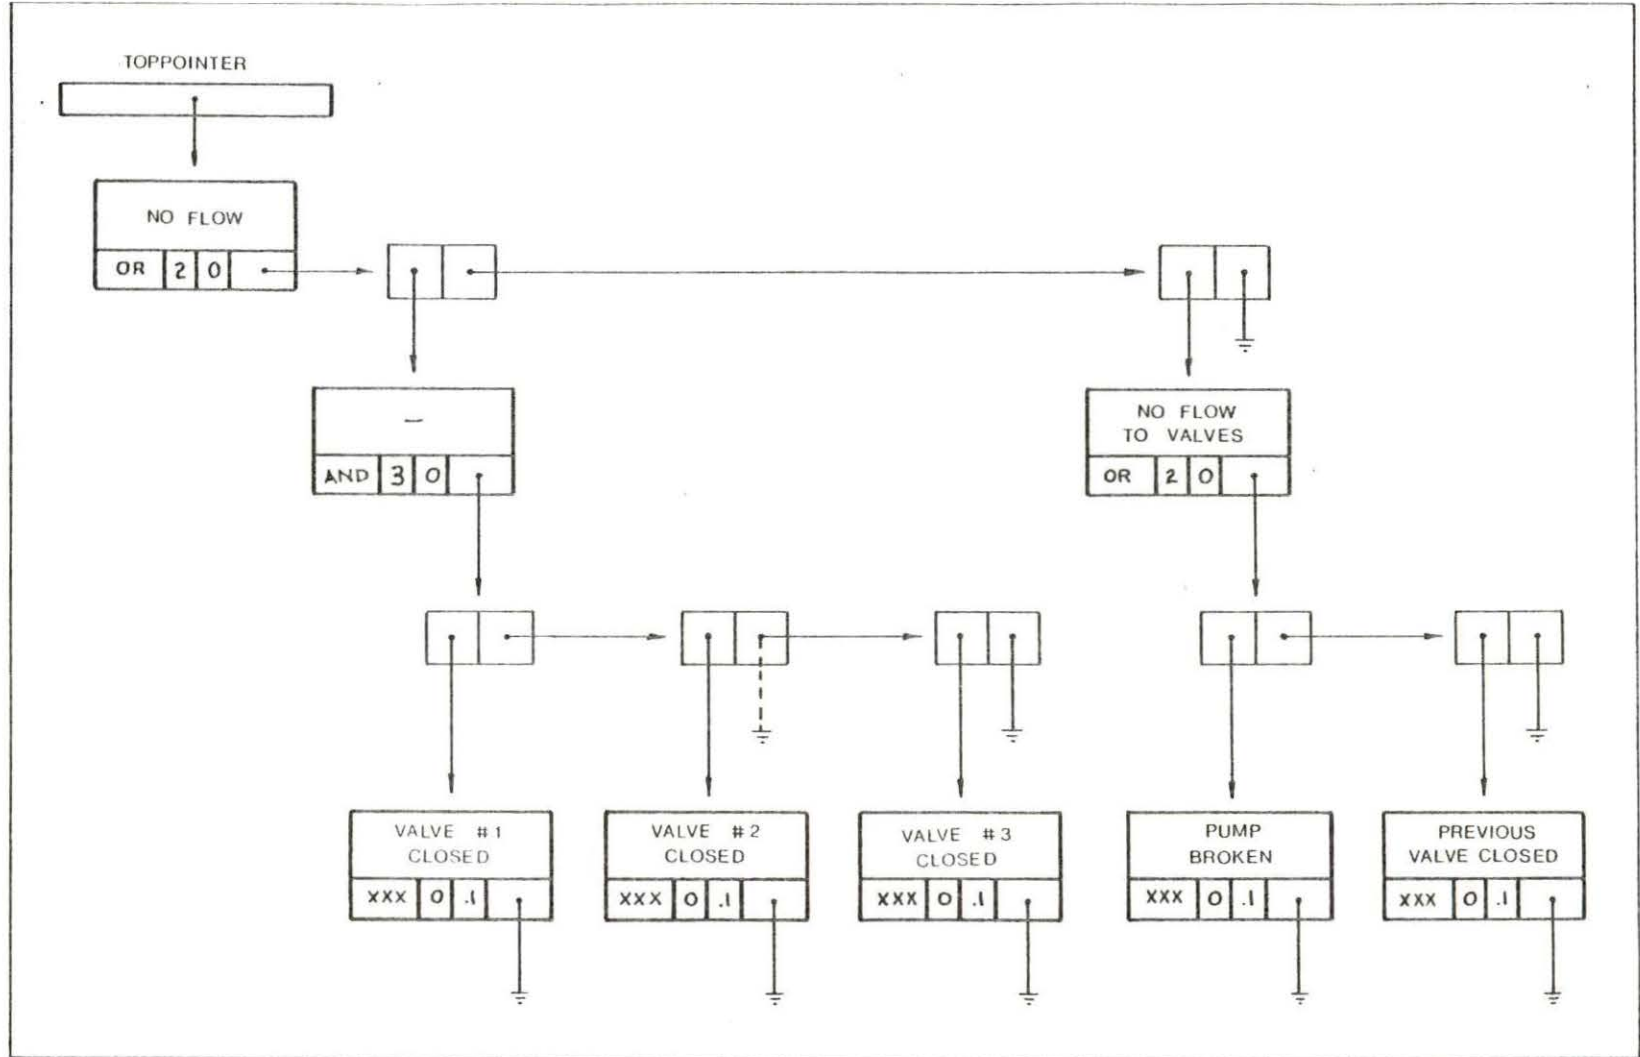 TOPPOINTER
NO FLOW
OR 2 0
—
AND 3 0
NO FLOW
TO VALVES
OR 2 0
VALVE #1
CLOSED
XXX 0 .1
VALVE #2
CLOSED
XXX 0 .1
VALVE #3
CLOSED
XXX 0 .1
PUMP
BROKEN
XXX 0 .1
PREVIOUS
VALVE CLOSED
XXX 0 .1